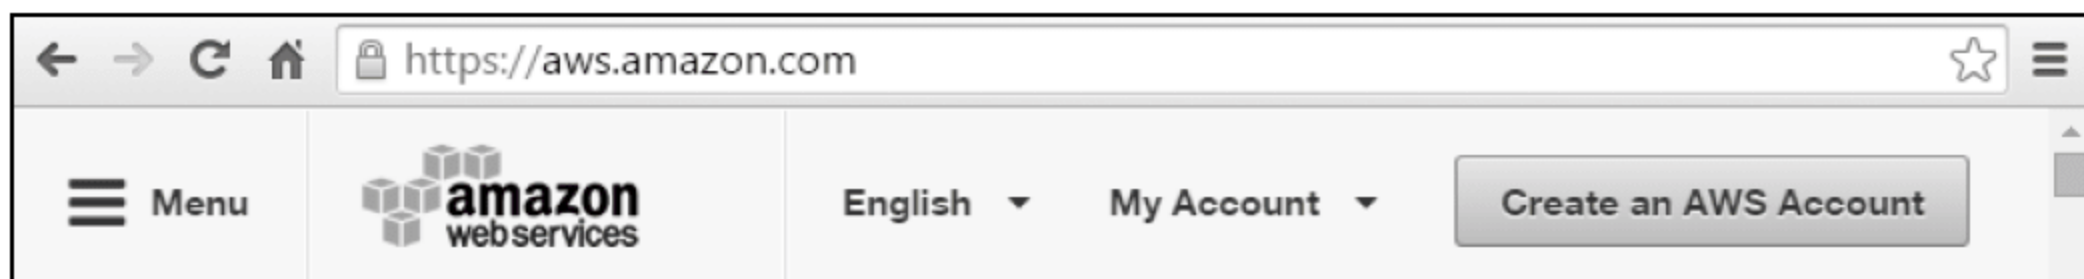 https://aws.amazon.com
Menu
amazon
webservices
English
My Account
Create an AWS Account